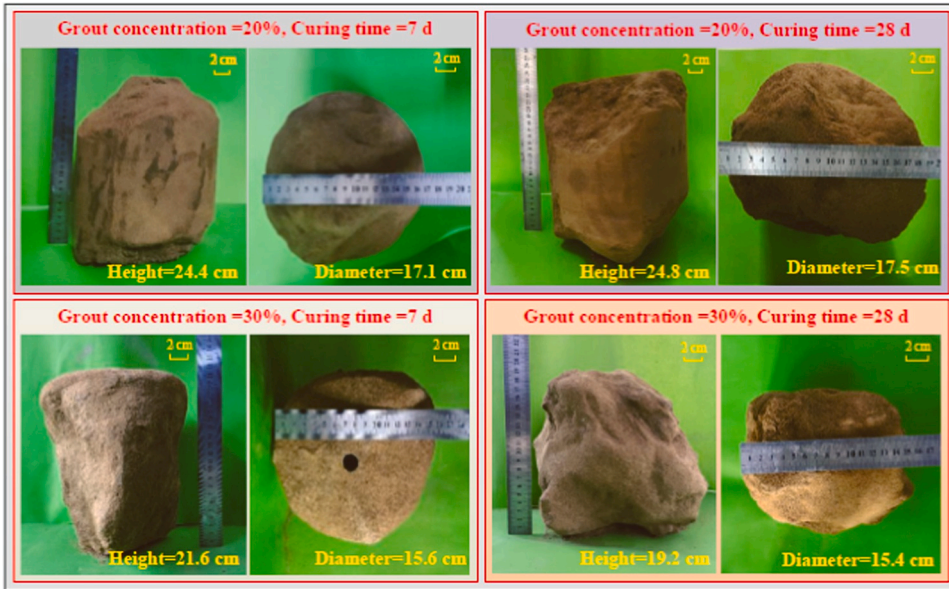 Grout concentration =20%, Curing time =7 d
2 cm
2 cm
Height=24.4 cm
Diameter=17.1 cm
Grout concentration =20%, Curing time =28 d
2 cm
2 cm
Height=24.8 cm
Diameter=17.5 cm
Grout concentration =30%, Curing time =7 d
2 cm
2 cm
Height=21.6 cm
Diameter=15.6 cm
Grout concentration =30%, Curing time =28 d
2 cm
2 cm
Height=19.2 cm
Diameter=15.4 cm